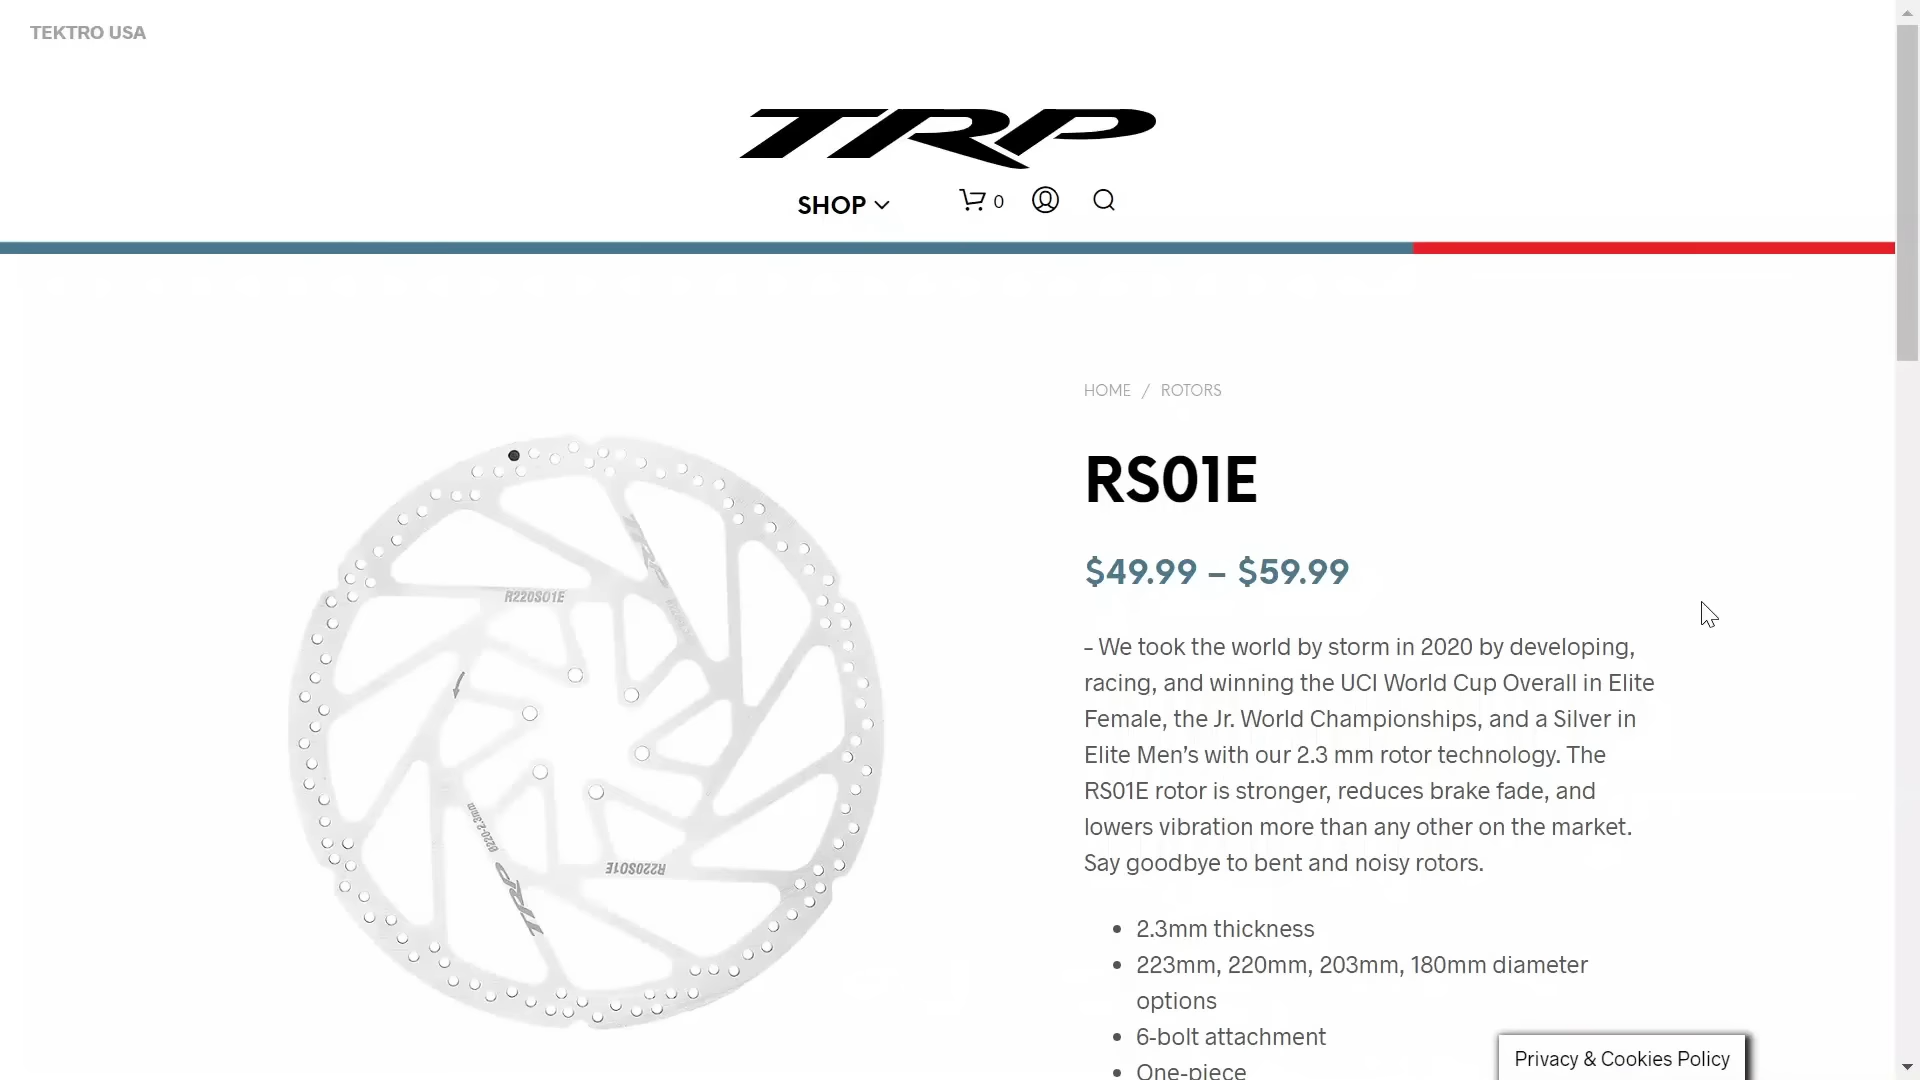 TEKTRO USA
TRP
SHOP
0
HOME / ROTORS
RS01E
$49.99 – $59.99
– We took the world by storm in 2020 by developing,
racing, and winning the UCI World Cup Overall in Elite
Female, the Jr. World Championships, and a Silver in
Elite Men’s with our 2.3 mm rotor technology. The
RS01E rotor is stronger, reduces brake fade, and
lowers vibration more than any other on the market.
Say goodbye to bent and noisy rotors.
• 2.3mm thickness
• 223mm, 220mm, 203mm, 180mm diameter
options
• 6-bolt attachment
• One-piece
TRP
R220S01E
R220S01E
TRP
Privacy & Cookies Policy